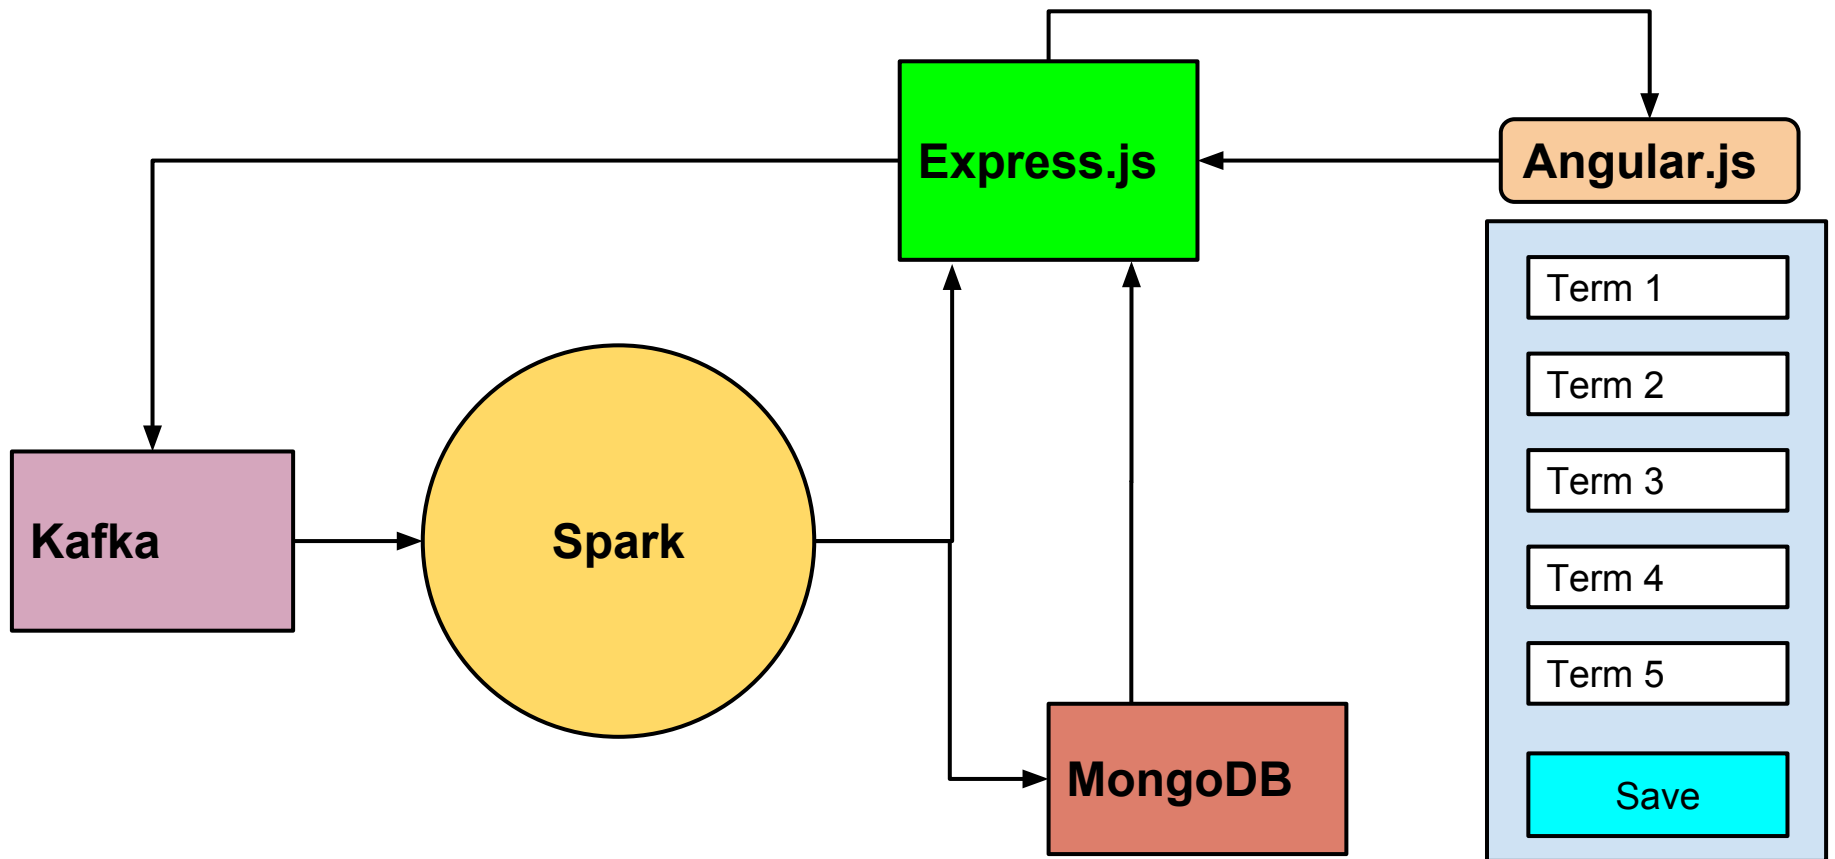 Express.js
Angular.js
Term 1
Term 2
Term 3
Kafka
Spark
Term 4
Term 5
MongoDB
Save